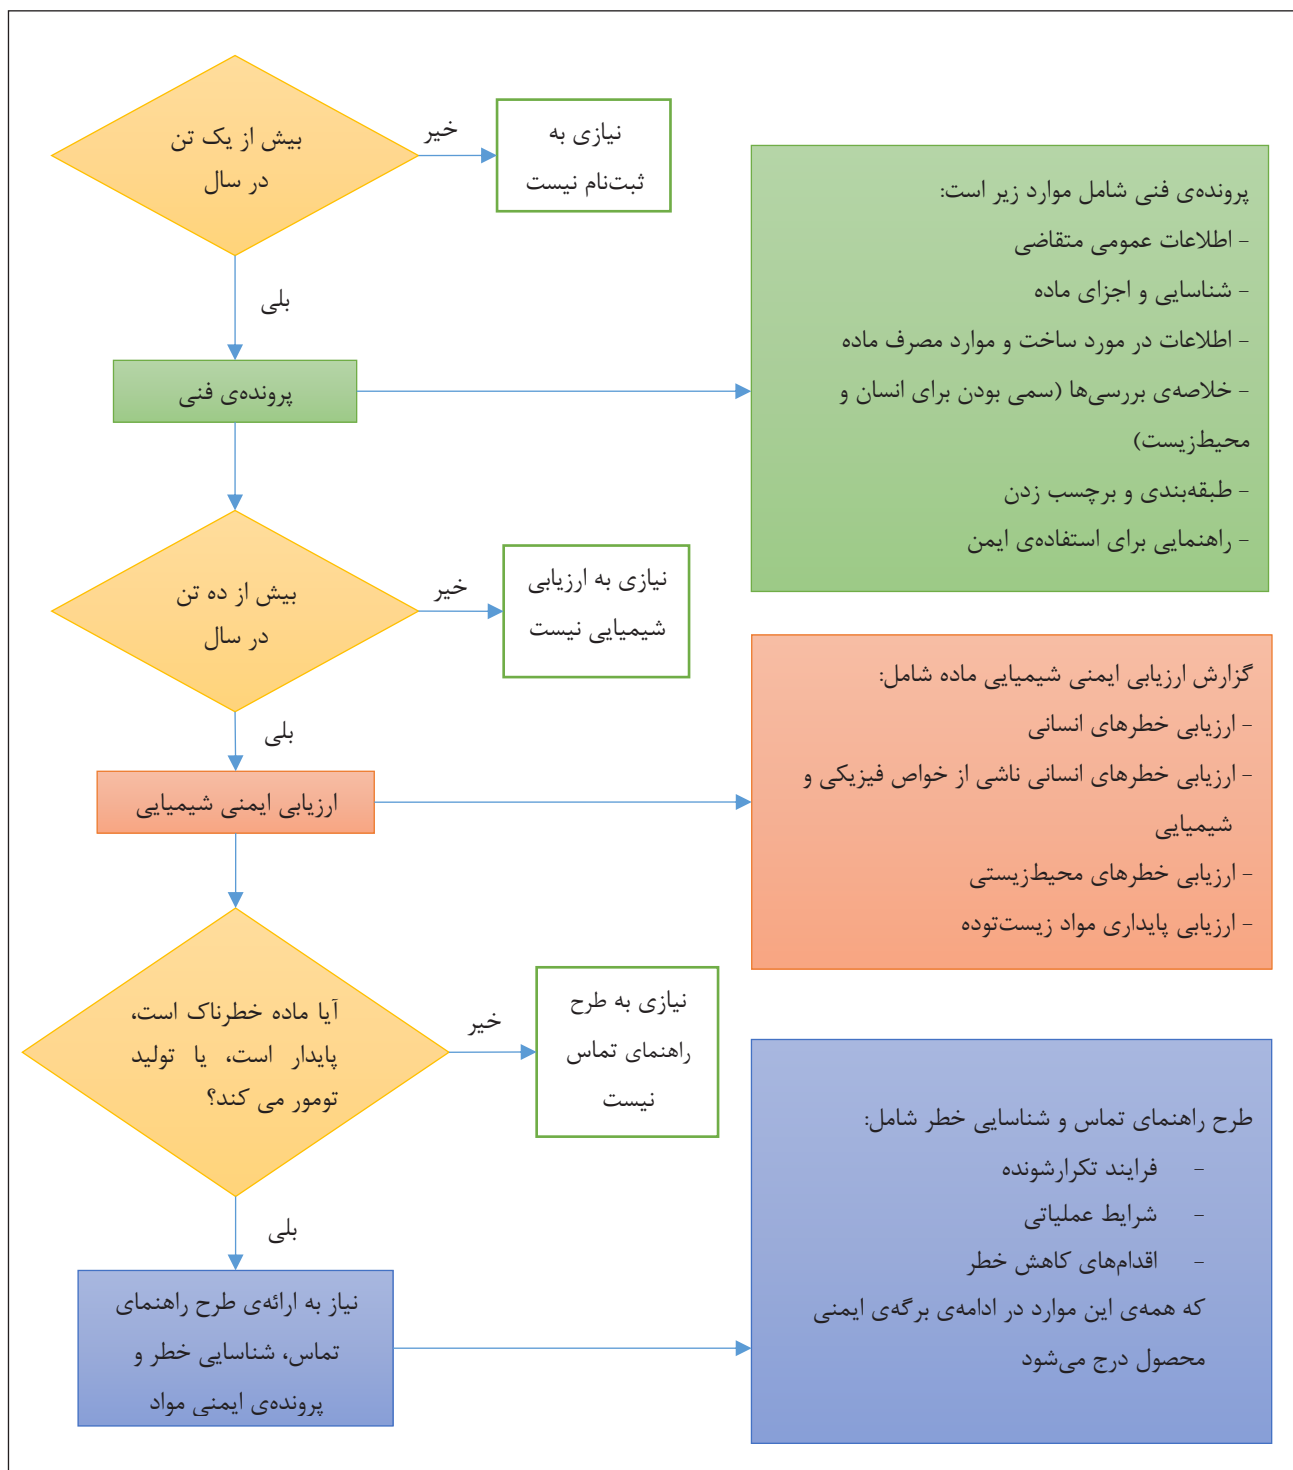 بیش از یک تن
در سال
خیر
نیازی به
ثبت‌نام نیست
بلی
پرونده‌ی فنی
پرونده‌ی فنی شامل موارد زیر است:
- اطلاعات عمومی متقاضی
- شناسایی و اجزای ماده
- اطلاعات در مورد ساخت و موارد مصرف ماده
- خلاصه‌ی بررسی‌ها (سمی بودن برای انسان و
محیط‌زیست)
- طبقه‌بندی و برچسب زدن
- راهنمایی برای استفاده‌ی ایمن
بیش از ده تن
در سال
خیر
نیازی به ارزیابی
شیمیایی نیست
بلی
ارزیابی ایمنی شیمیایی
گزارش ارزیابی ایمنی شیمیایی ماده شامل:
- ارزیابی خطرهای انسانی
- ارزیابی خطرهای انسانی ناشی از خواص فیزیکی و
شیمیایی
- ارزیابی خطرهای محیط‌زیستی
- ارزیابی پایداری مواد زیست‌توده
آیا ماده خطرناک است،
پایدار است، یا تولید
تومور می کند؟
خیر
نیازی به طرح
راهنمای تماس
نیست
بلی
نیاز به ارائه‌ی طرح راهنمای
تماس، شناسایی خطر و
پرونده‌ی ایمنی مواد
طرح راهنمای تماس و شناسایی خطر شامل:
- فرایند تکرارشونده
- شرایط عملیاتی
- اقدام‌های کاهش خطر
که همه‌ی این موارد در ادامه‌ی برگه‌ی ایمنی
محصول درج می‌شود